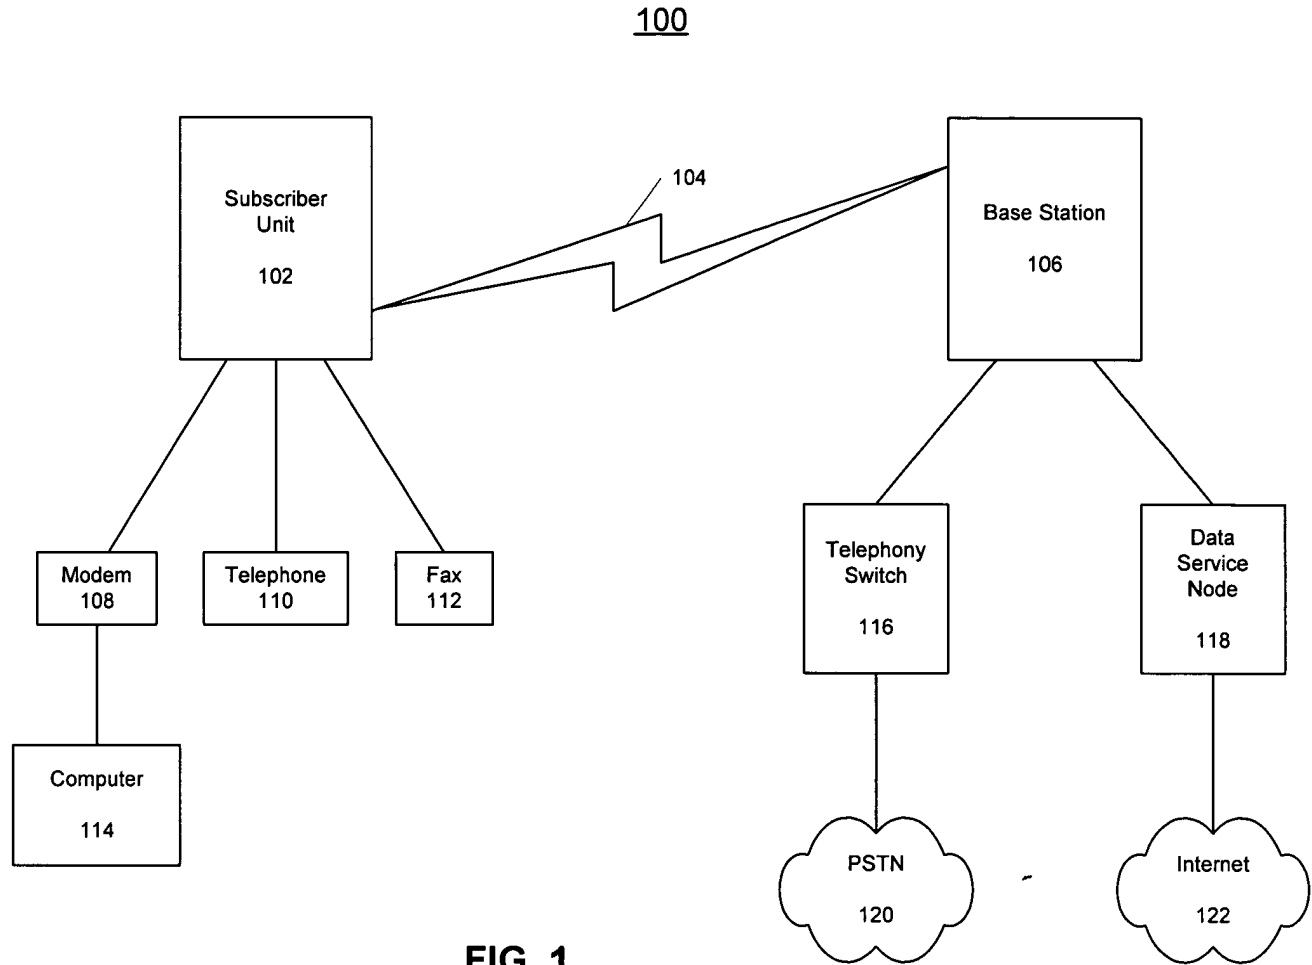 100
Subscriber
Unit
102
104
Base Station
106
Modem
108
Telephone
110
Fax
112
Telephony
Switch
116
Data
Service
Node
118
Computer
114
PSTN
120
Internet
122
FIG. 1